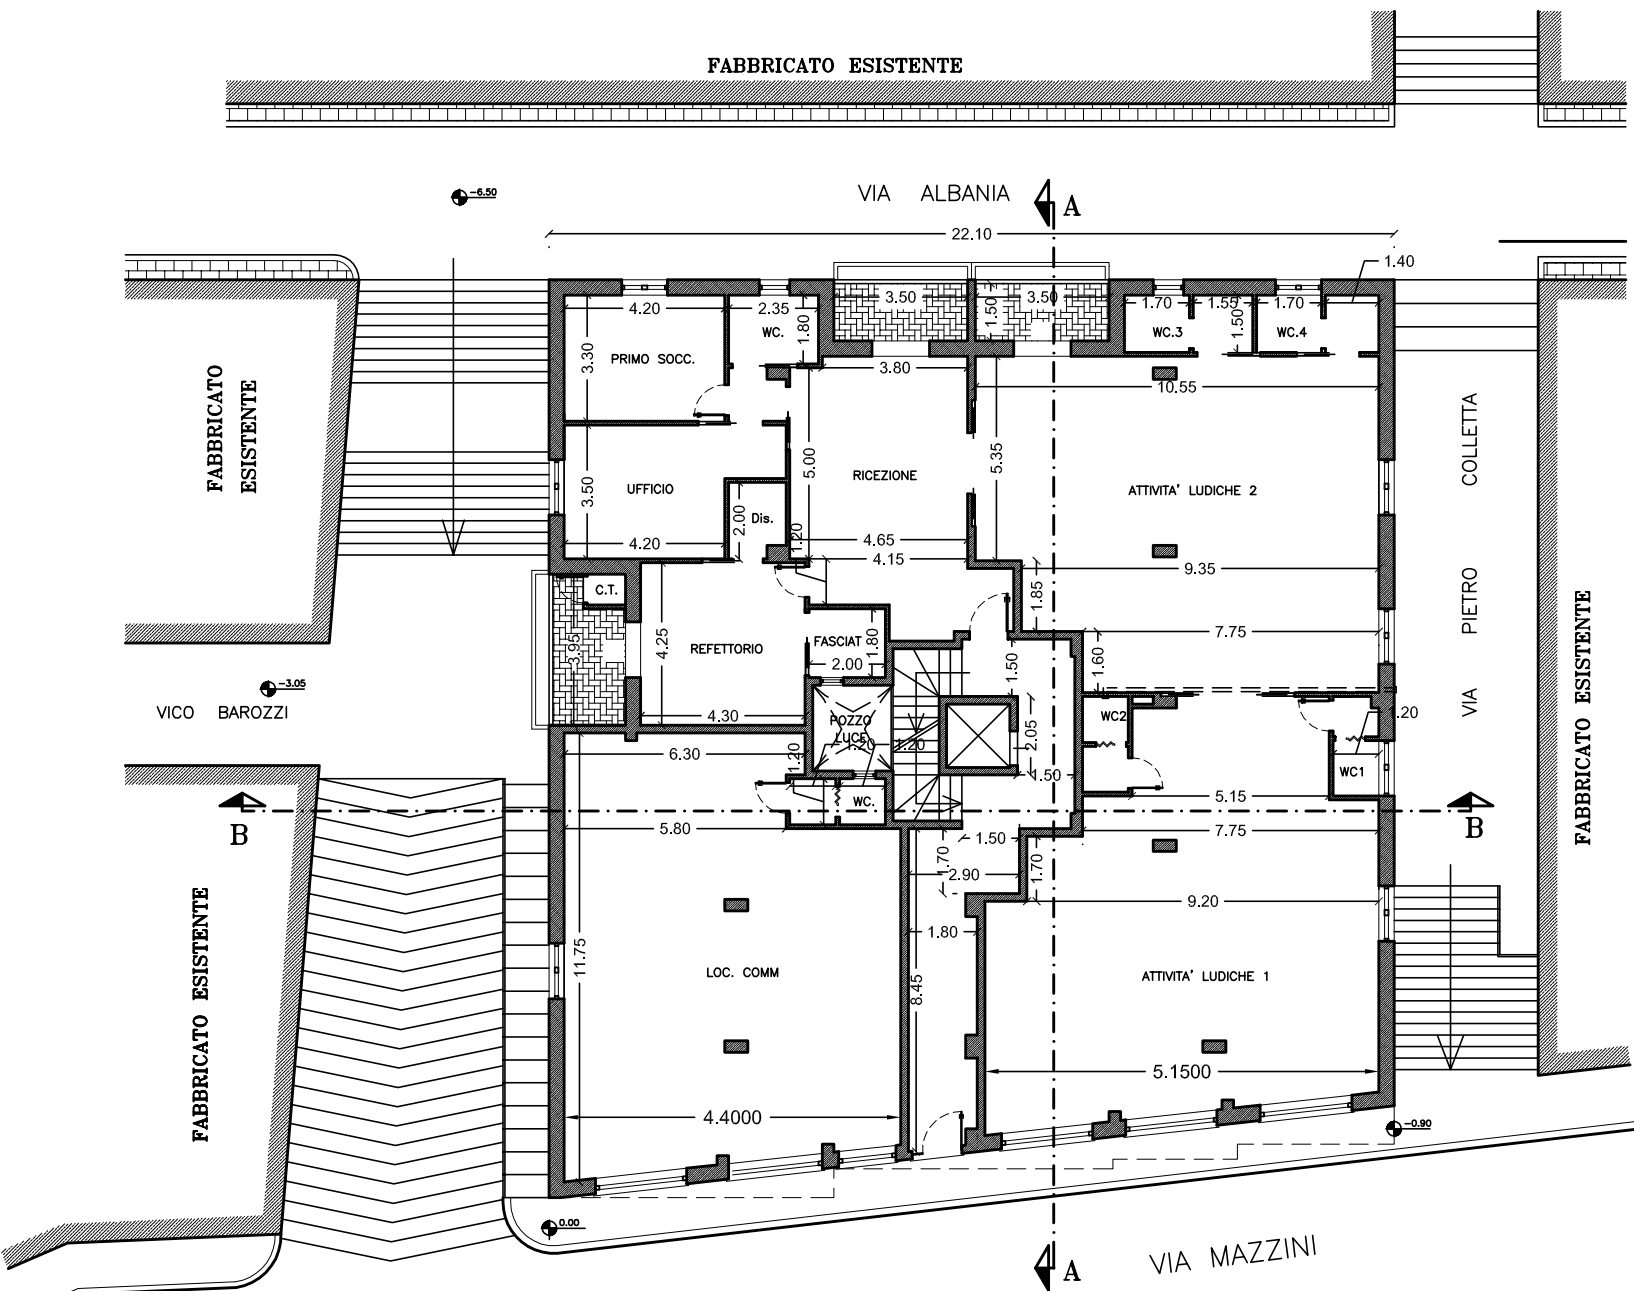 FABBRICATO ESISTENTE
-6.50
VIA ALBANIA
A
22.10
1.40
4.20
2.35
3.50
3.50
1.70
1.55
1.70
WC.
1.80
1.50
WC.3
1.50
WC.4
3.30
PRIMO SOCC.
3.80
10.55
FABBRICATO
ESISTENTE
5.00
5.35
RICEZIONE
ATTIVITA' LUDICHE 2
VIA PIETRO COLLETTA
3.50
UFFICIO
2.00
Dis.
1.20
4.20
4.65
4.15
9.35
C.T.
1.85
FABBRICATO ESISTENTE
3.95
4.25
REFETTORIO
FASCIAT
1.80
2.00
7.75
1.50
1.60
-3.05
VICO BAROZZI
4.30
POZZO
LUCE
1.20
1.20
2.05
WC2
1.20
6.30
1.20
1.50
WC1
WC.
5.15
B
5.80
1.50
7.75
B
1.70
2.90
1.70
9.20
1.80
FABBRICATO ESISTENTE
11.75
LOC. COMM
8.45
ATTIVITA' LUDICHE 1
5.1500
4.4000
-0.90
0.00
A
VIA MAZZINI